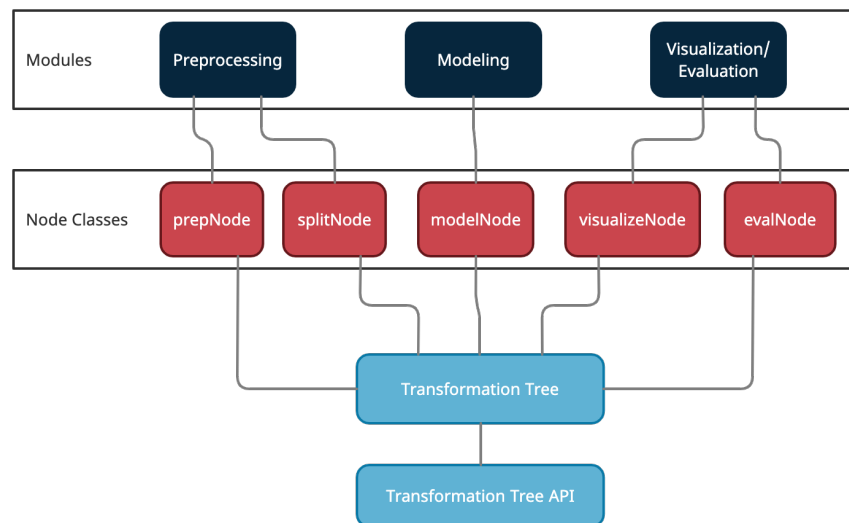 Modules
Preprocessing
Modeling
Visualization/
Evaluation
Node Classes
prepNode
splitNode
modelNode
visualizeNode
evalNode
Transformation Tree
Transformation Tree API